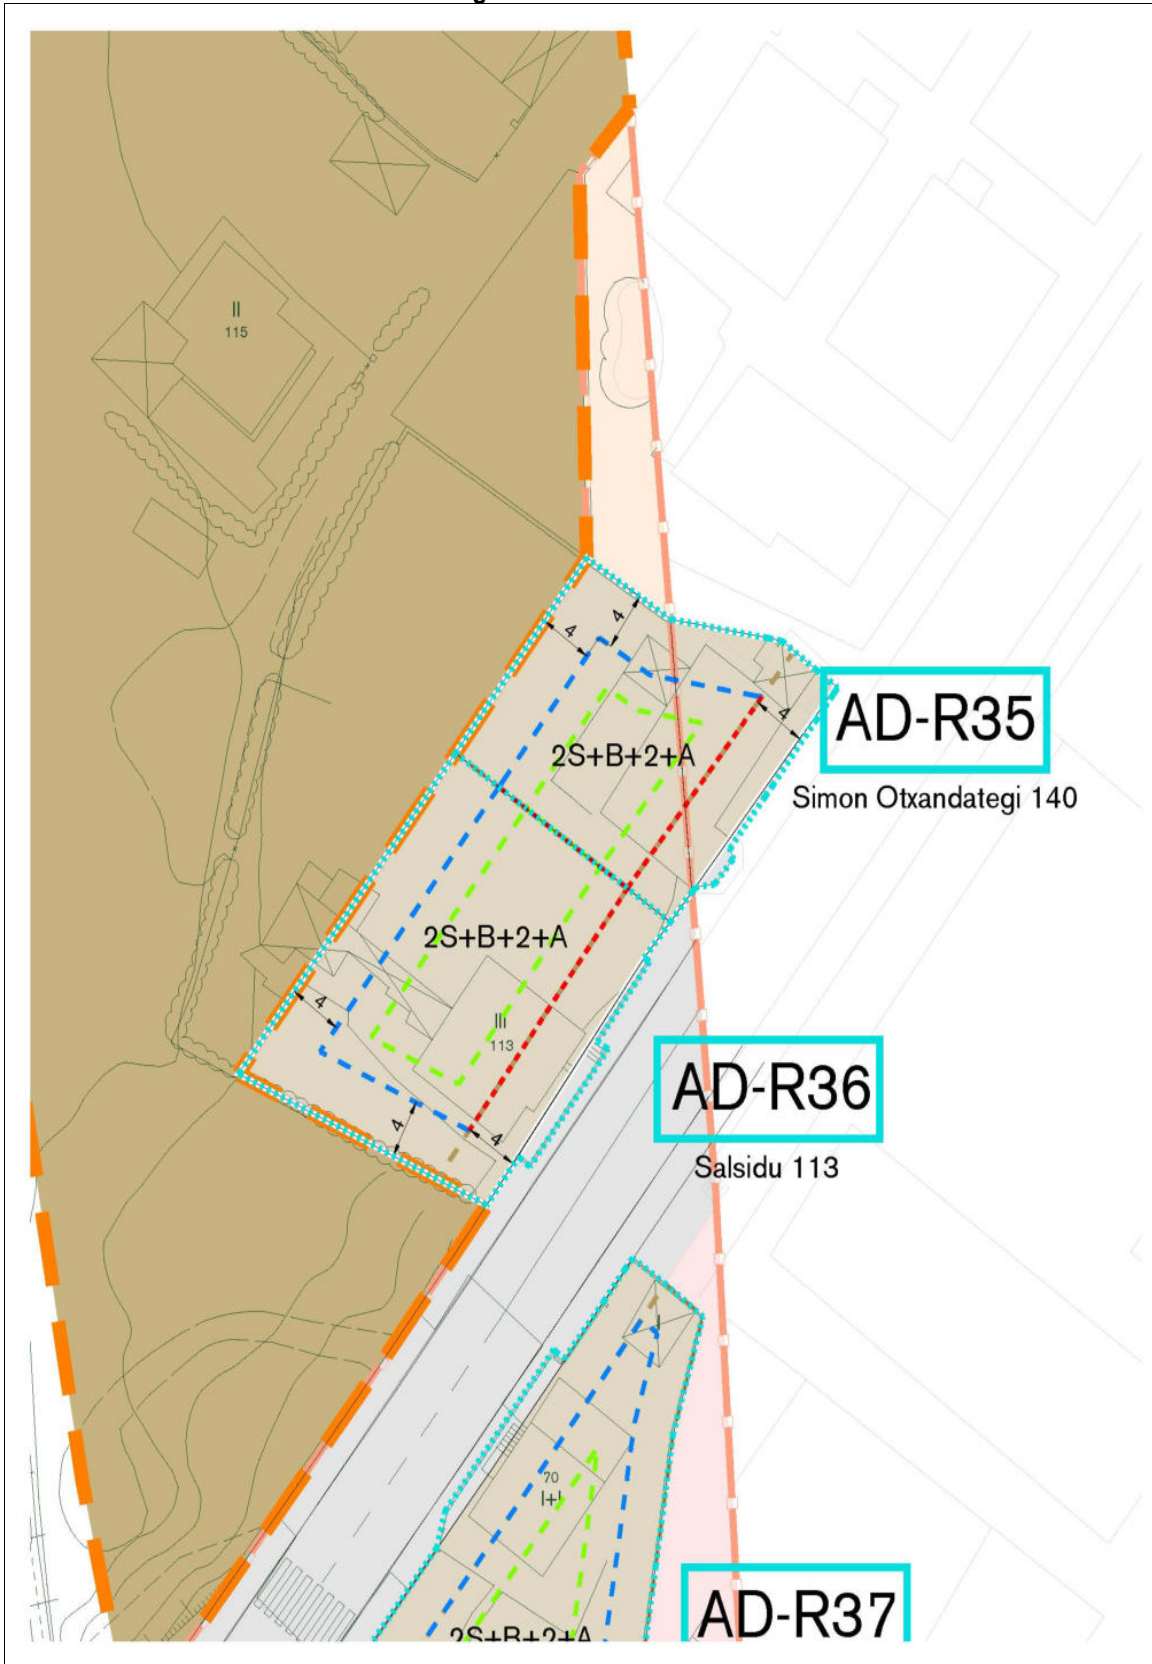 II
115
4
4
4
2S+B+2+A
AD-R35
Simon Otxandategi 140
2S+B+2+A
4
III
113
4
4
AD-R36
Salsidu 113
I
70
I+I
AD-R37
2S+B+2+A